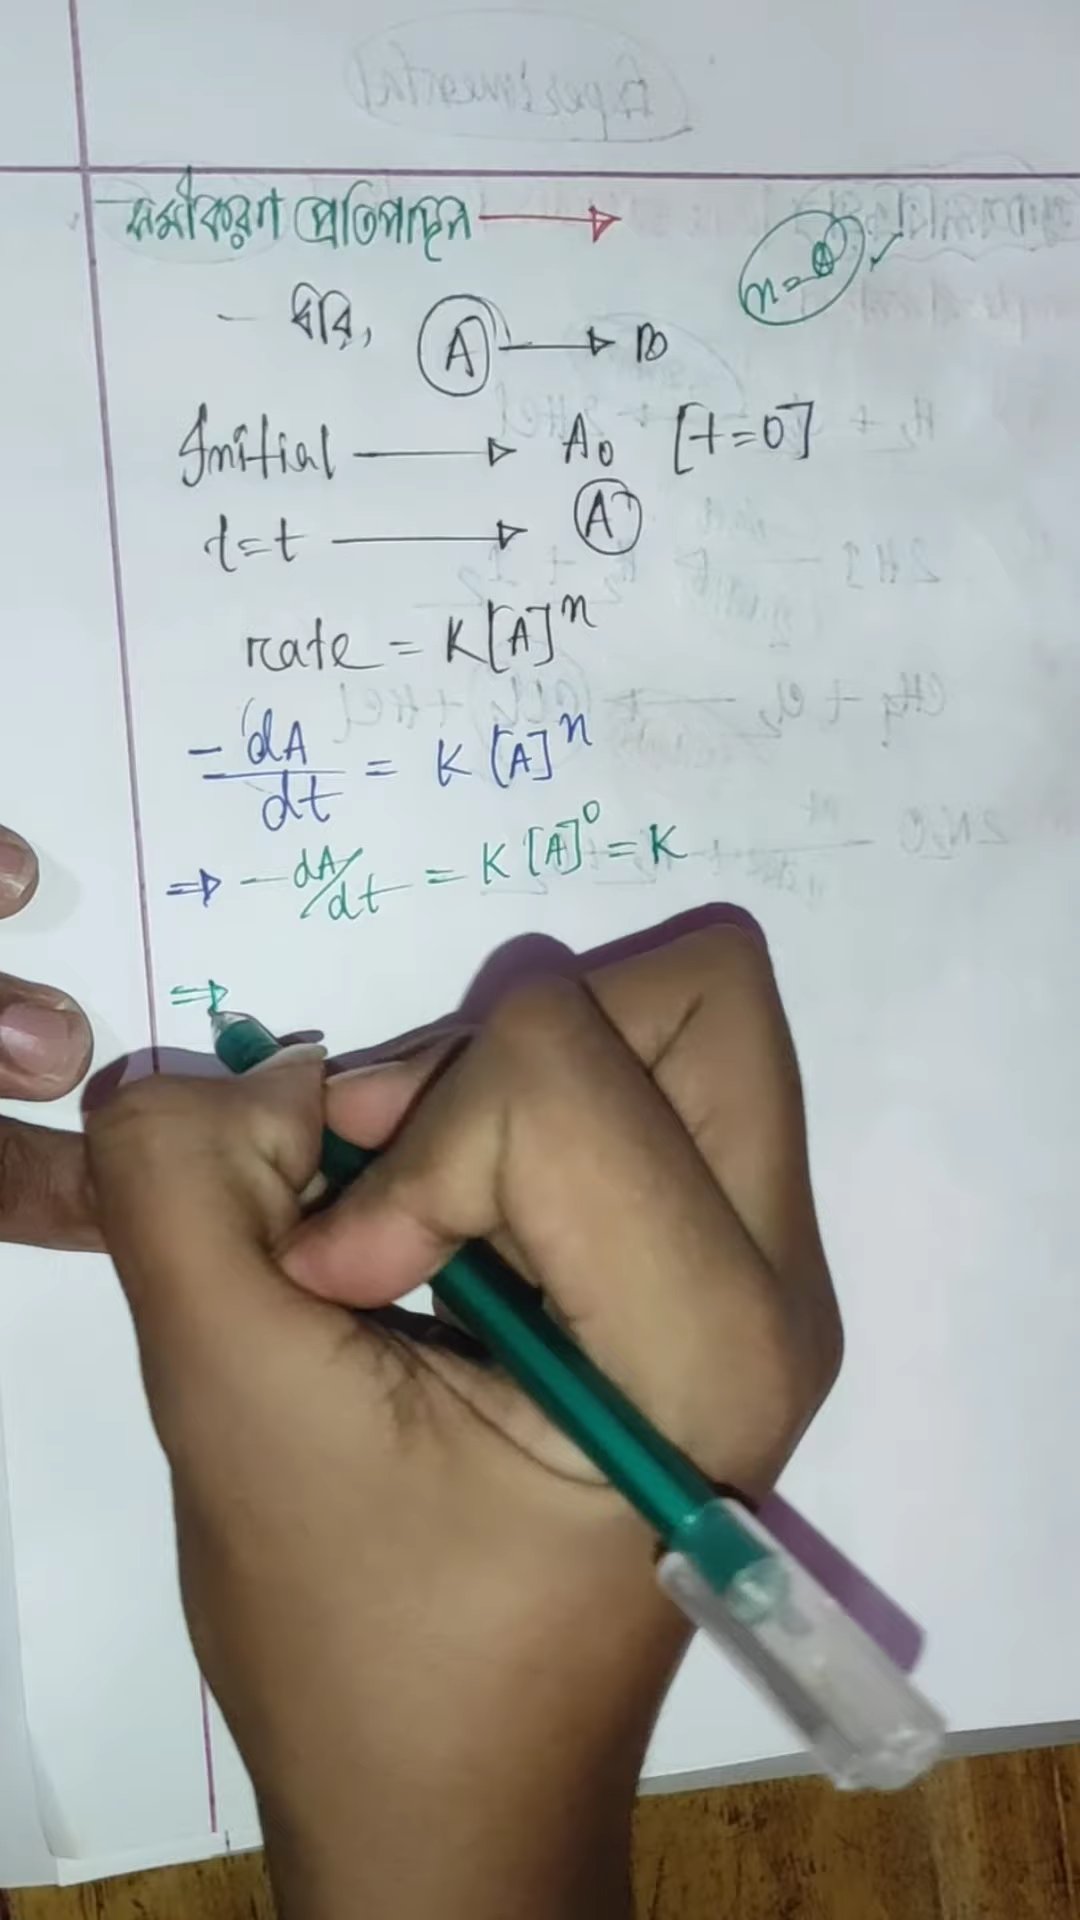 সমীকরণ প্রতিপাদন →
n=0 ✓
- ধরি, A → B
Initial → A₀ [t=0]
t=t → A
rate = K[A]ⁿ
-dA/dt = K[A]ⁿ
⇒ -dA/dt = K[A]⁰ = K
⇒